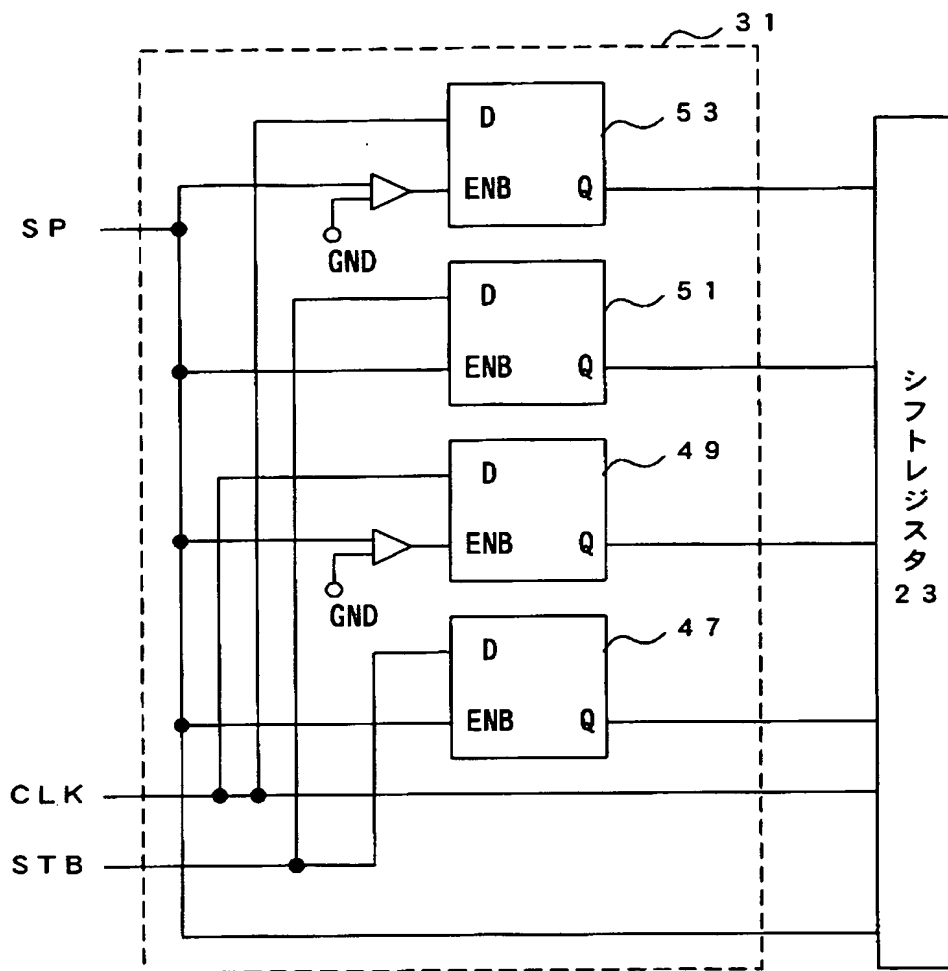 31
D
53
ENB
Q
SP
GND
D
51
ENB
Q
シフトレジスタ
23
D
49
ENB
Q
GND
D
47
ENB
Q
CLK
STB